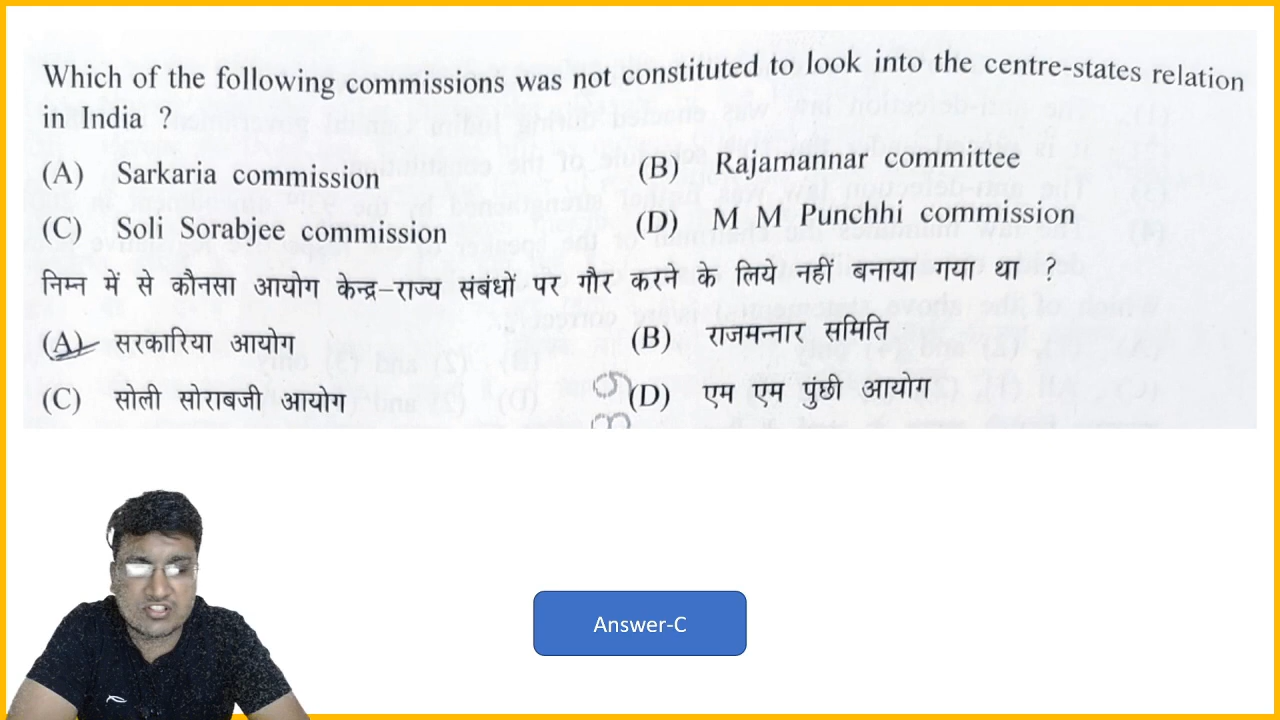 Which of the following commissions was not constituted to look into the centre-states relation
in India ?
(A) Sarkaria commission (B) Rajamannar committee
(C) Soli Sorabjee commission (D) M M Punchhi commission
निम्न में से कौनसा आयोग केन्द्र–राज्य संबंधों पर गौर करने के लिये नहीं बनाया गया था ?
(A) सरकारिया आयोग (B) राजमन्नार समिति
(C) सोली सोराबजी आयोग (D) एम एम पुंछी आयोग
Answer-C